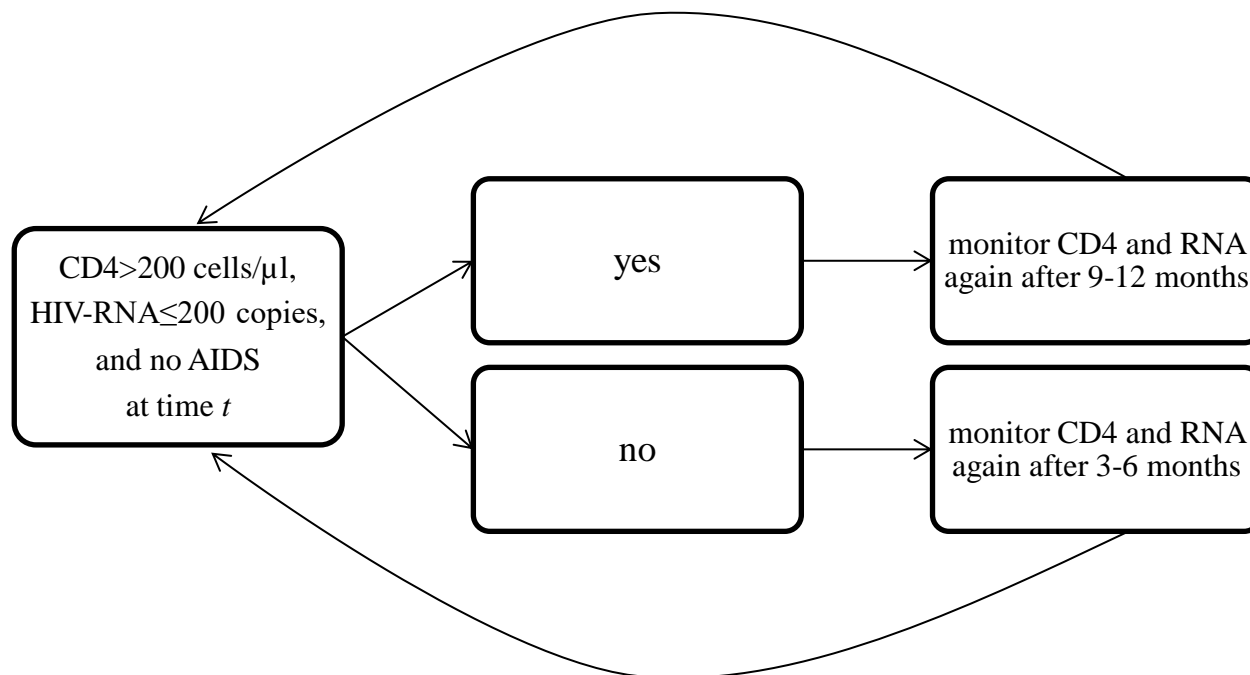 CD4>200 cells/µl,
HIV-RNA≤200 copies,
and no AIDS
at time t
yes
monitor CD4 and RNA
again after 9-12 months
no
monitor CD4 and RNA
again after 3-6 months